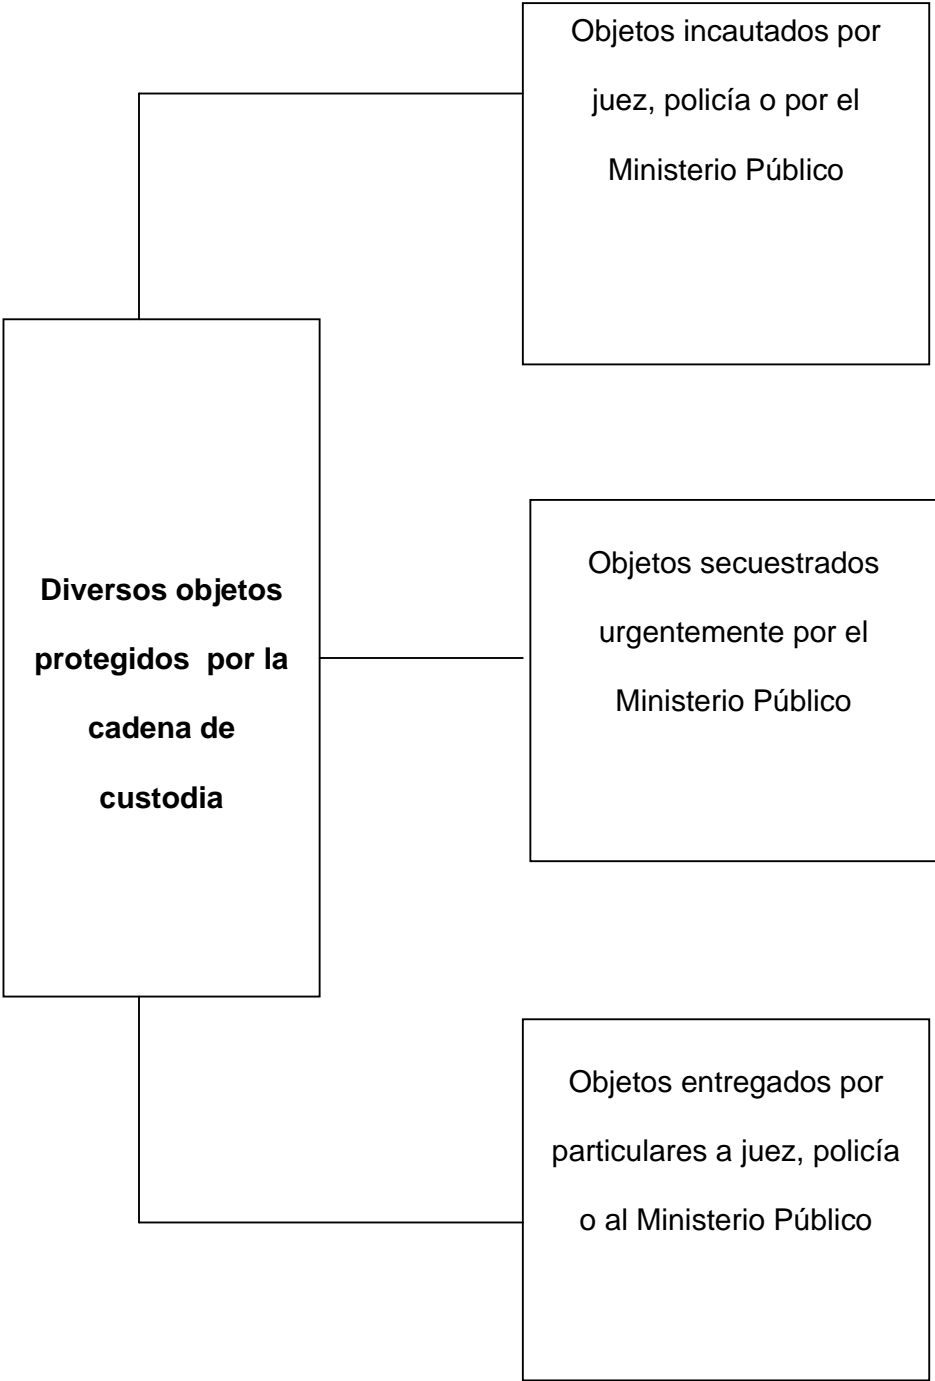 Objetos incautados por
juez, policía o por el
Ministerio Público
Diversos objetos
protegidos por la
cadena de
custodia
Objetos secuestrados
urgentemente por el
Ministerio Público
Objetos entregados por
particulares a juez, policía
o al Ministerio Público